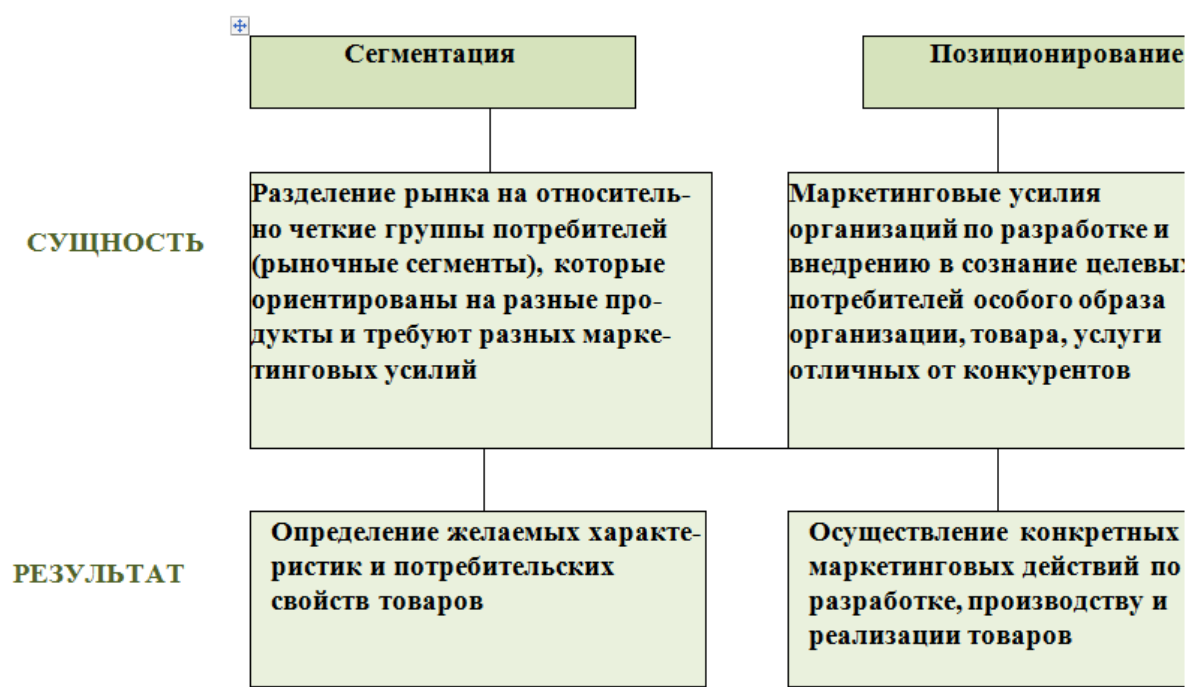 Сегментация
Позиционирование
СУЩНОСТЬ
Разделение рынка на относитель-
но четкие группы потребителей
(рыночные сегменты), которые
ориентированы на разные про-
дукты и требуют разных марке-
тинговых усилий
Маркетинговые усилия
организаций по разработке и
внедрению в сознание целевых
потребителей особого образа
организации, товара, услуги
отличных от конкурентов
РЕЗУЛЬТАТ
Определение желаемых характе-
ристик и потребительских
свойств товаров
Осуществление конкретных
маркетинговых действий по
разработке, производству и
реализации товаров